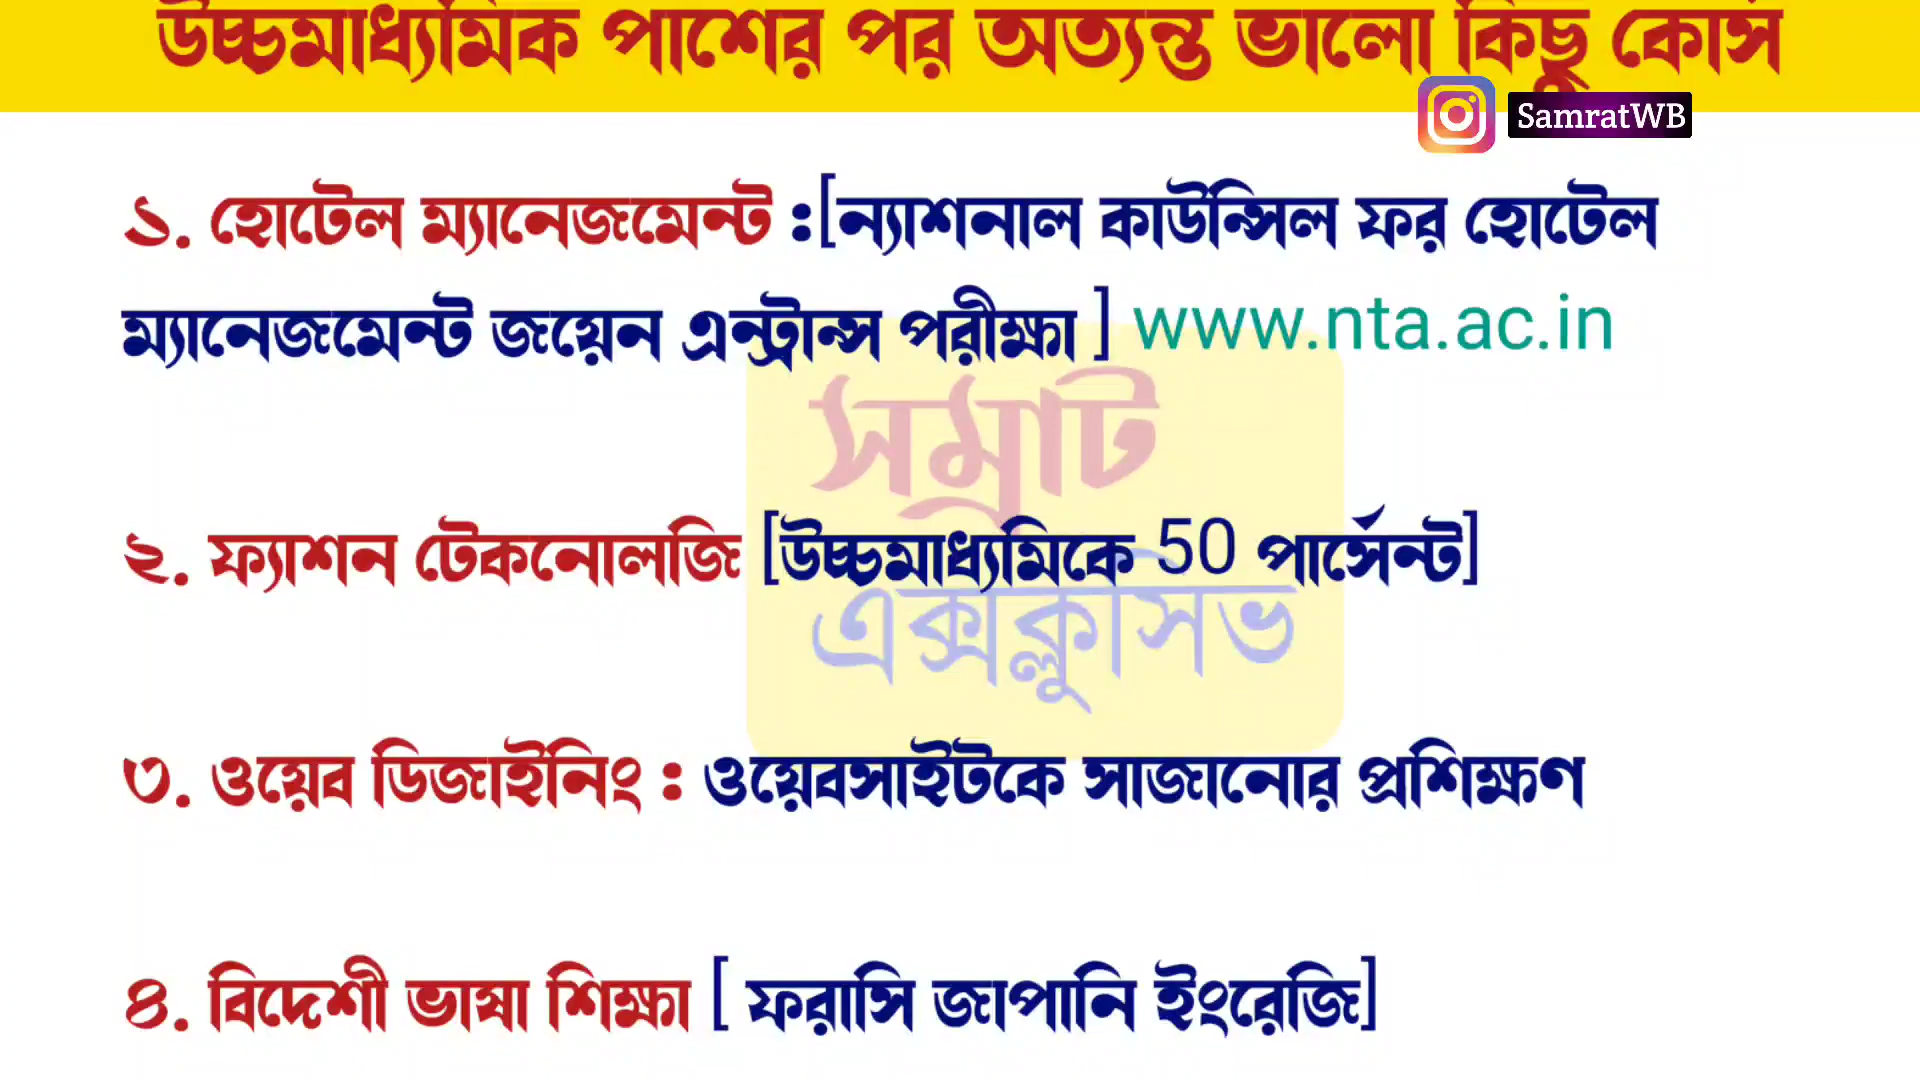 উচ্চমাধ্যমিক পাশের পর অত্যন্ত ভালো কিছু কোর্স
SamratWB
১. হোটেল ম্যানেজমেন্ট :[ন্যাশনাল কাউন্সিল ফর হোটেল
ম্যানেজমেন্ট জয়েন এন্ট্রান্স পরীক্ষা ] www.nta.ac.in
সম্রাট
২. ফ্যাশন টেকনোলজি [উচ্চমাধ্যমিকে 50 পার্সেন্ট]
এক্সক্লুসিভ
৩. ওয়েব ডিজাইনিং : ওয়েবসাইটকে সাজানোর প্রশিক্ষণ
৪. বিদেশী ভাষা শিক্ষা [ ফরাসি জাপানি ইংরেজি]